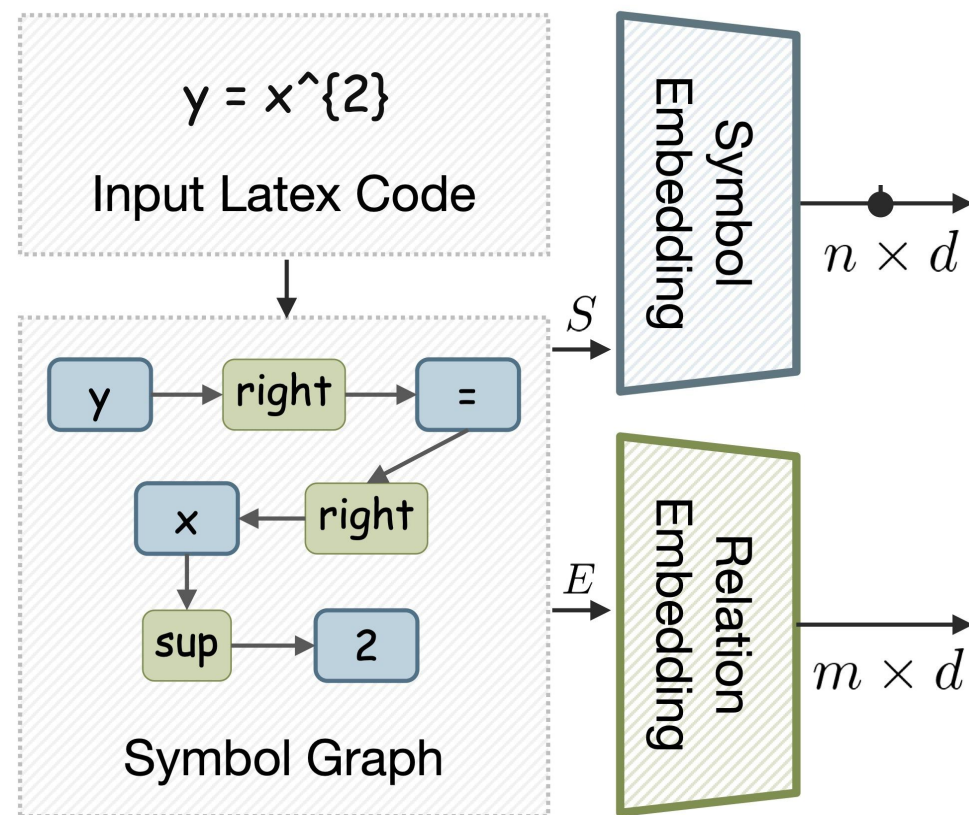 y = x^{2}
Input Latex Code
y
right
=
x
right
sup
2
Symbol Graph
S
E
Symbol
Embedding
n × d
Relation
Embedding
m × d